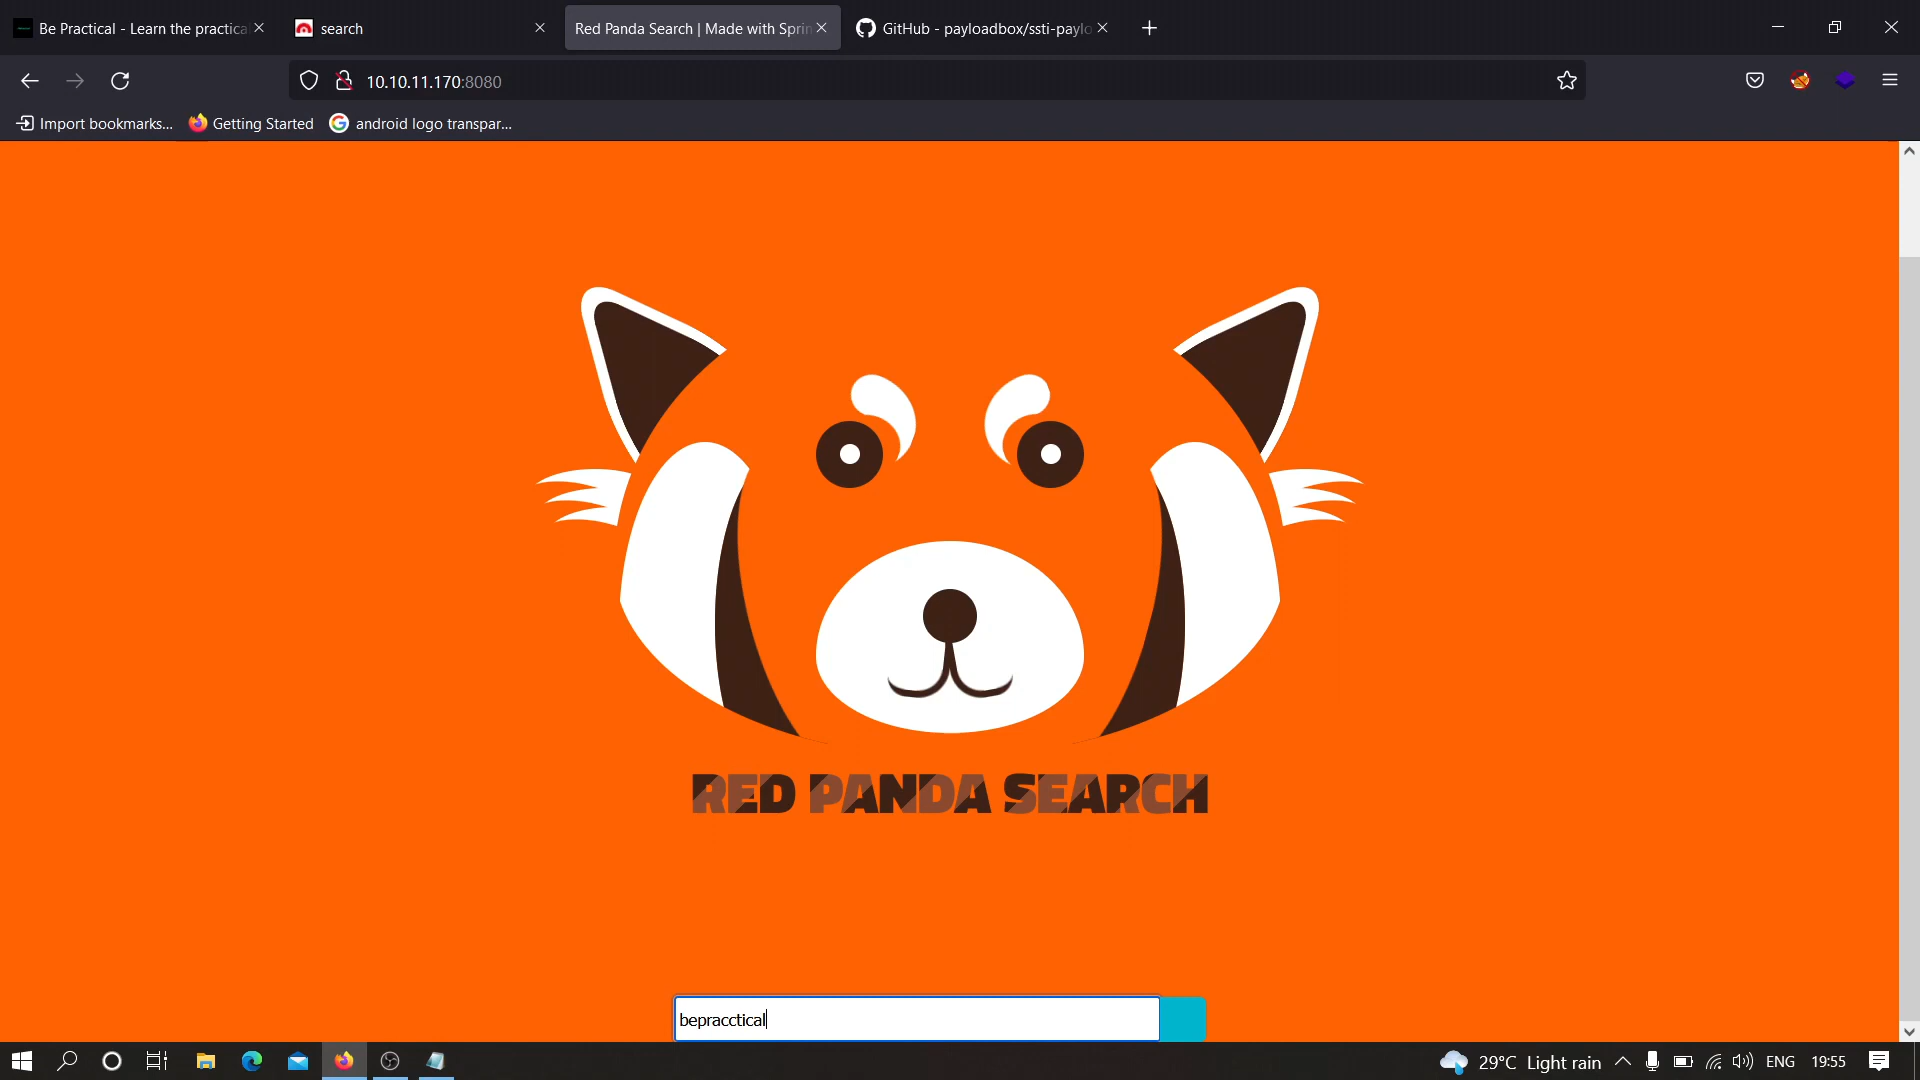 Be Practical - Learn the practica
search
Red Panda Search | Made with Sprin
GitHub - payloadbox/ssti-paylo
10.10.11.170:8080
Import bookmarks...
Getting Started
android logo transpar...
RED PANDA SEARCH
bepracctical
29°C Light rain
ENG
19:55